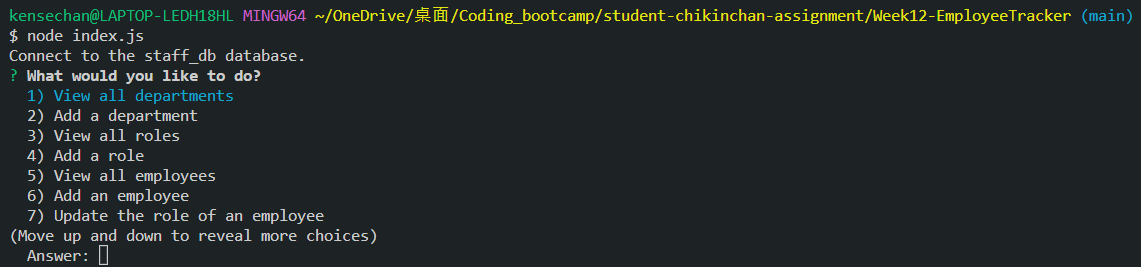 kensechan@LAPTOP-LEDH18HL MINGW64 ~/OneDrive/桌面/Coding_bootcamp/student-chikinchan-assignment/Week12-EmployeeTracker (main)
$ node index.js
Connect to the staff_db database.
? What would you like to do?
  1) View all departments
  2) Add a department
  3) View all roles
  4) Add a role
  5) View all employees
  6) Add an employee
  7) Update the role of an employee
(Move up and down to reveal more choices)
  Answer: